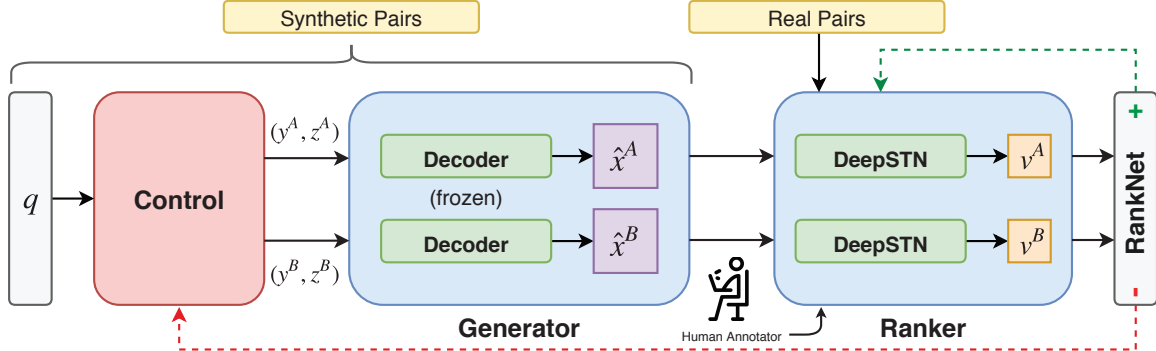 Synthetic Pairs
Real Pairs
q
Control
(y^A, z^A)
(y^B, z^B)
Decoder
x̂^A
(frozen)
Decoder
x̂^B
Generator
DeepSTN
v^A
DeepSTN
v^B
Human Annotator
Ranker
+
RankNet
-